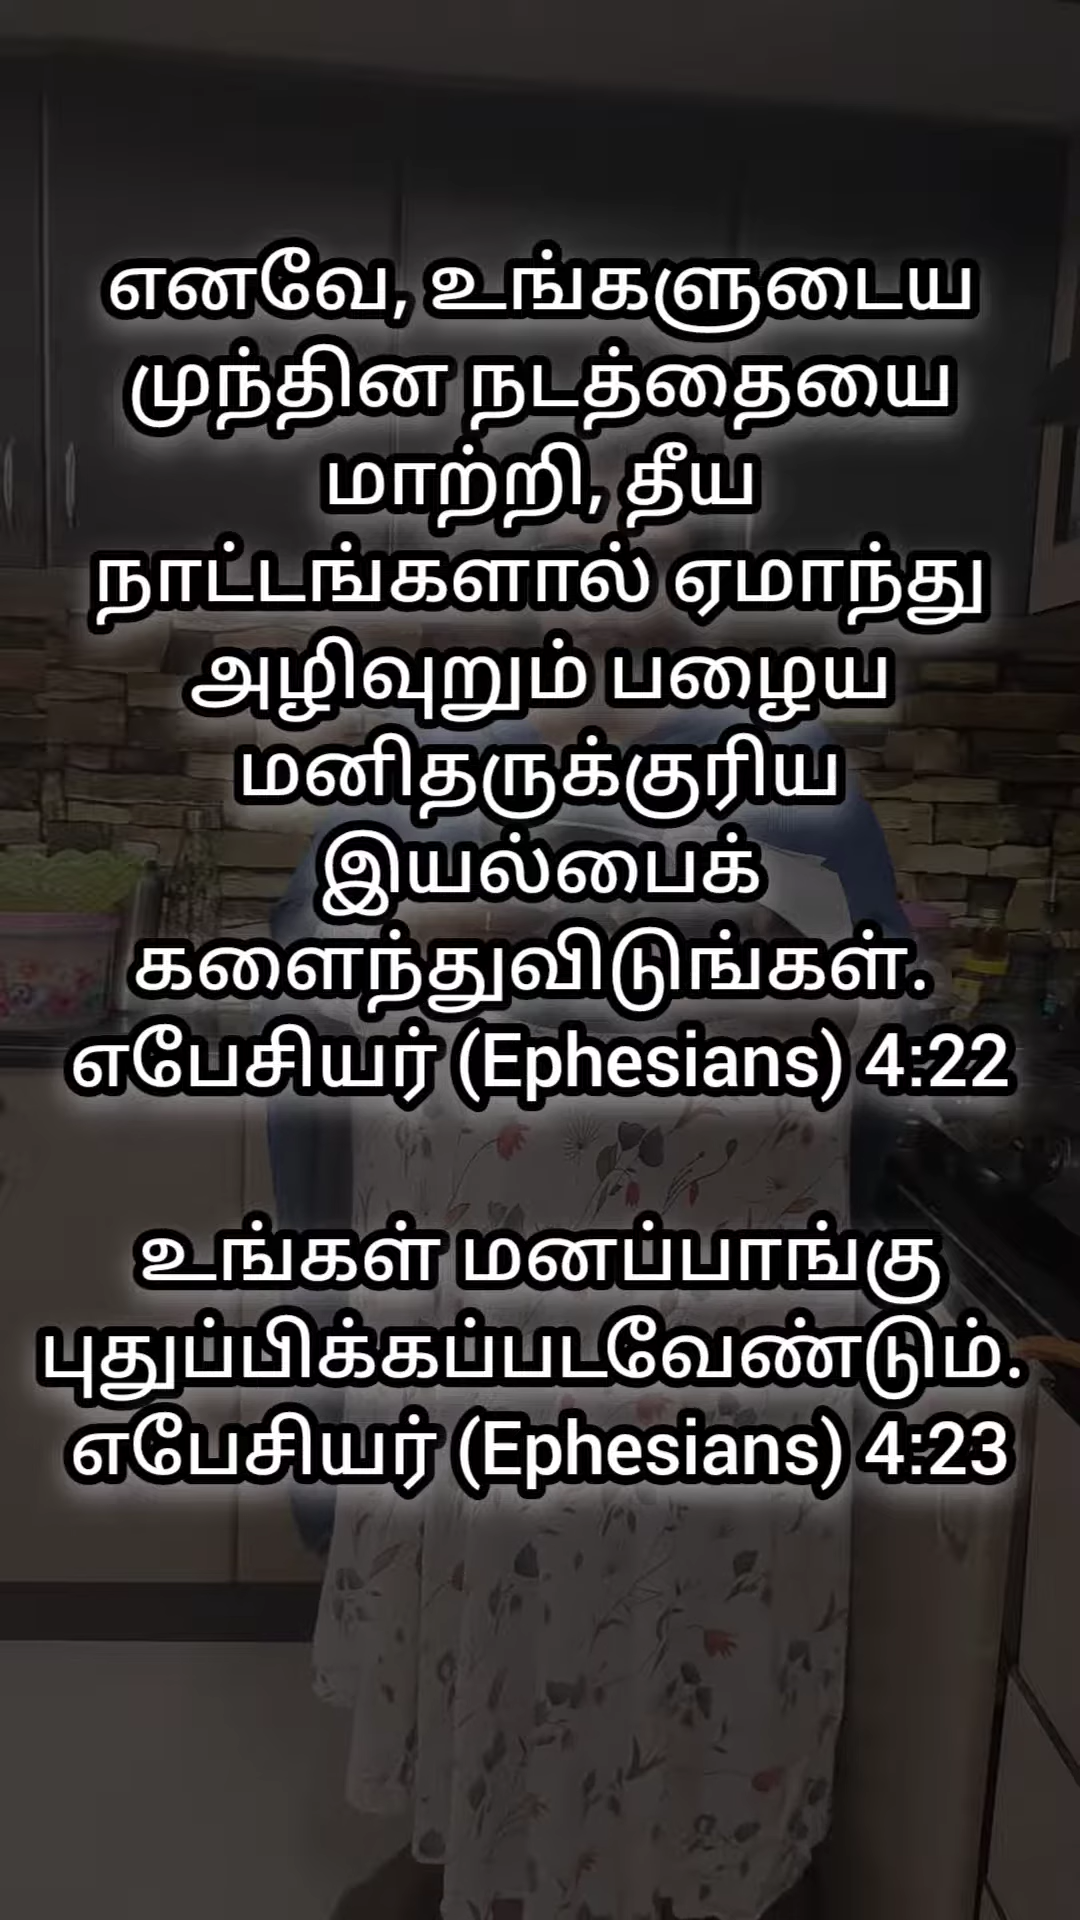 எனவே, உங்களுடைய
முந்தின நடத்தையை
மாற்றி, தீய
நாட்டங்களால் ஏமாந்து
அழிவுறும் பழைய
மனிதருக்குரிய
இயல்பைக்
களைந்துவிடுங்கள்.
எபேசியர் (Ephesians) 4:22
உங்கள் மனப்பாங்கு
புதுப்பிக்கப்படவேண்டும்.
எபேசியர் (Ephesians) 4:23